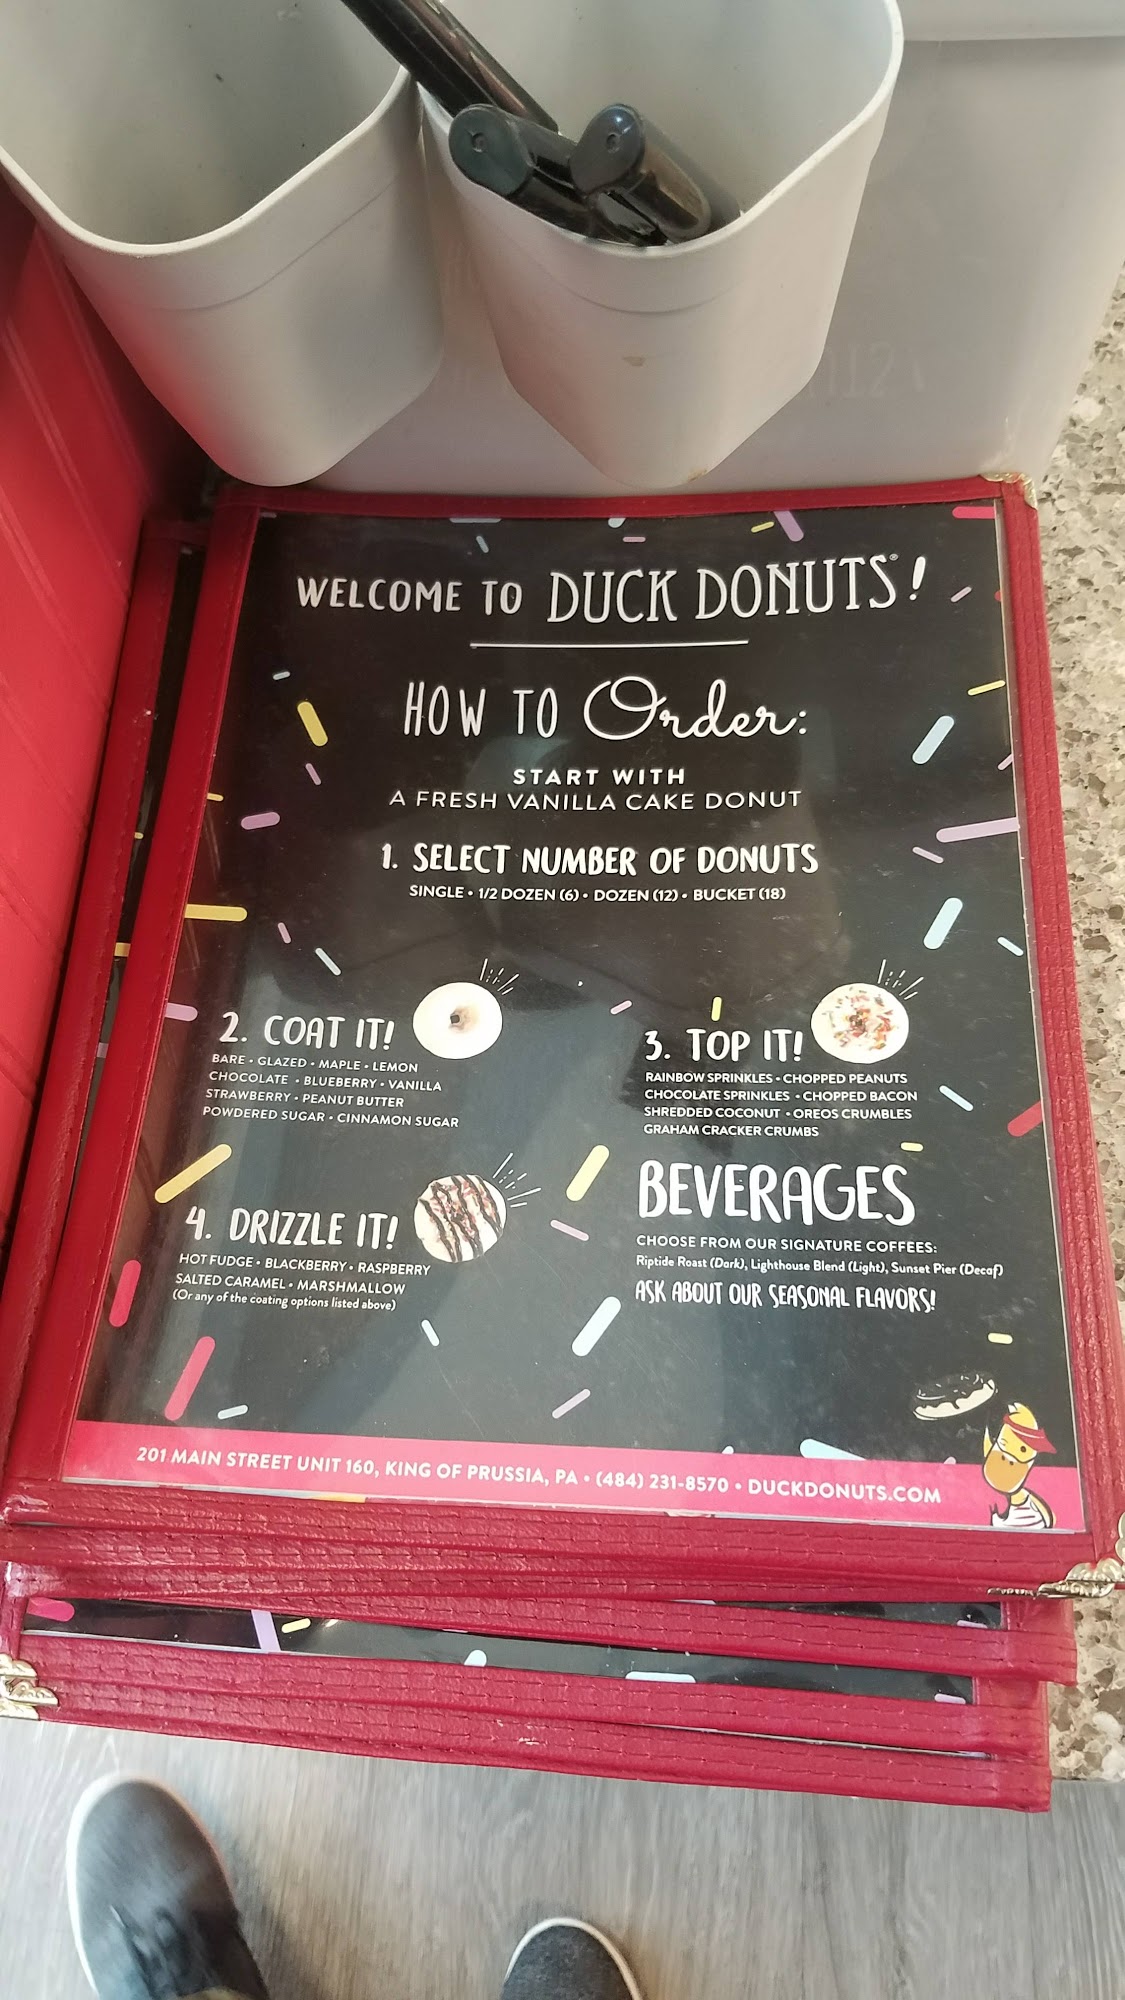 WELCOME TO DUCK DONUTS®!
HOW TO Order:
START WITH
A FRESH VANILLA CAKE DONUT
1. SELECT NUMBER OF DONUTS
SINGLE • 1/2 DOZEN (6) • DOZEN (12) • BUCKET (18)
2. COAT IT!
BARE • GLAZED • MAPLE • LEMON
CHOCOLATE • BLUEBERRY • VANILLA
STRAWBERRY • PEANUT BUTTER
POWDERED SUGAR • CINNAMON SUGAR
3. TOP IT!
RAINBOW SPRINKLES • CHOPPED PEANUTS
CHOCOLATE SPRINKLES • CHOPPED BACON
SHREDDED COCONUT • OREOS CRUMBLES
GRAHAM CRACKER CRUMBS
4. DRIZZLE IT!
HOT FUDGE • BLACKBERRY • RASPBERRY
SALTED CARAMEL • MARSHMALLOW
(Or any of the coating options listed above)
BEVERAGES
CHOOSE FROM OUR SIGNATURE COFFEES:
Riptide Roast (Dark), Lighthouse Blend (Light), Sunset Pier (Decaf)
ASK ABOUT OUR SEASONAL FLAVORS!
201 MAIN STREET UNIT 160, KING OF PRUSSIA, PA • (484) 231-8570 • DUCKDONUTS.COM